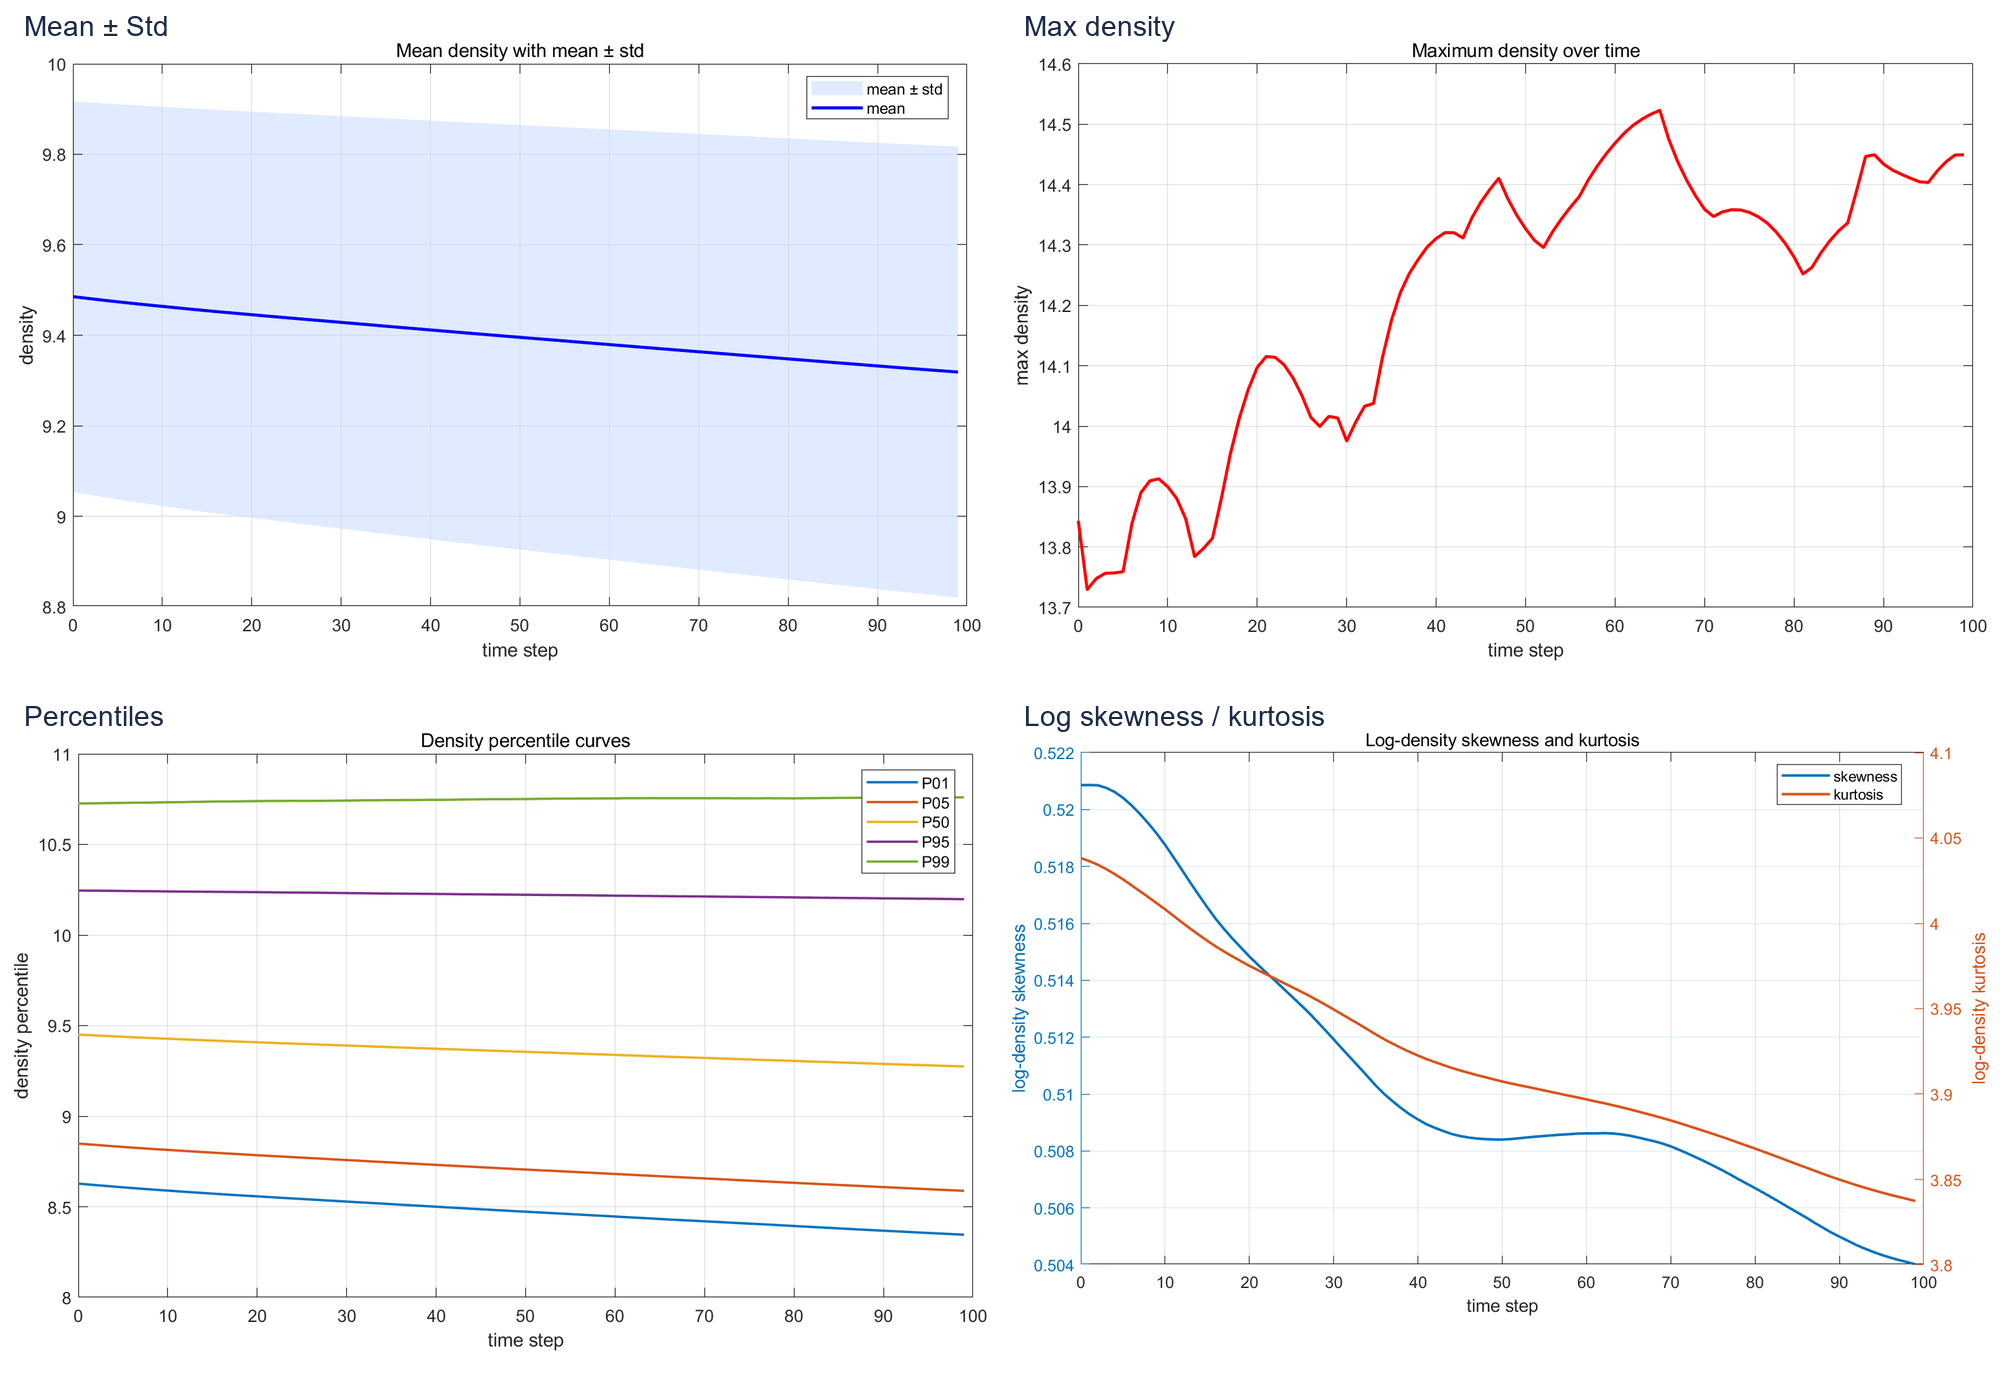 Mean ± Std
Mean density with mean ± std
10
9.8
9.6
9.4
9.2
9
8.8
density
mean ± std
mean
0 10 20 30 40 50 60 70 80 90 100
time step
Max density
Maximum density over time
14.6
14.5
14.4
14.3
14.2
14.1
14
13.9
13.8
13.7
max density
0 10 20 30 40 50 60 70 80 90 100
time step
Percentiles
Density percentile curves
11
10.5
10
9.5
9
8.5
8
density percentile
P01
P05
P50
P95
P99
0 10 20 30 40 50 60 70 80 90 100
time step
Log skewness / kurtosis
Log-density skewness and kurtosis
0.522
0.52
0.518
0.516
0.514
0.512
0.51
0.508
0.506
0.504
log-density skewness
skewness
kurtosis
4.1
4.05
4
3.95
3.9
3.85
3.8
log-density kurtosis
0 10 20 30 40 50 60 70 80 90 100
time step